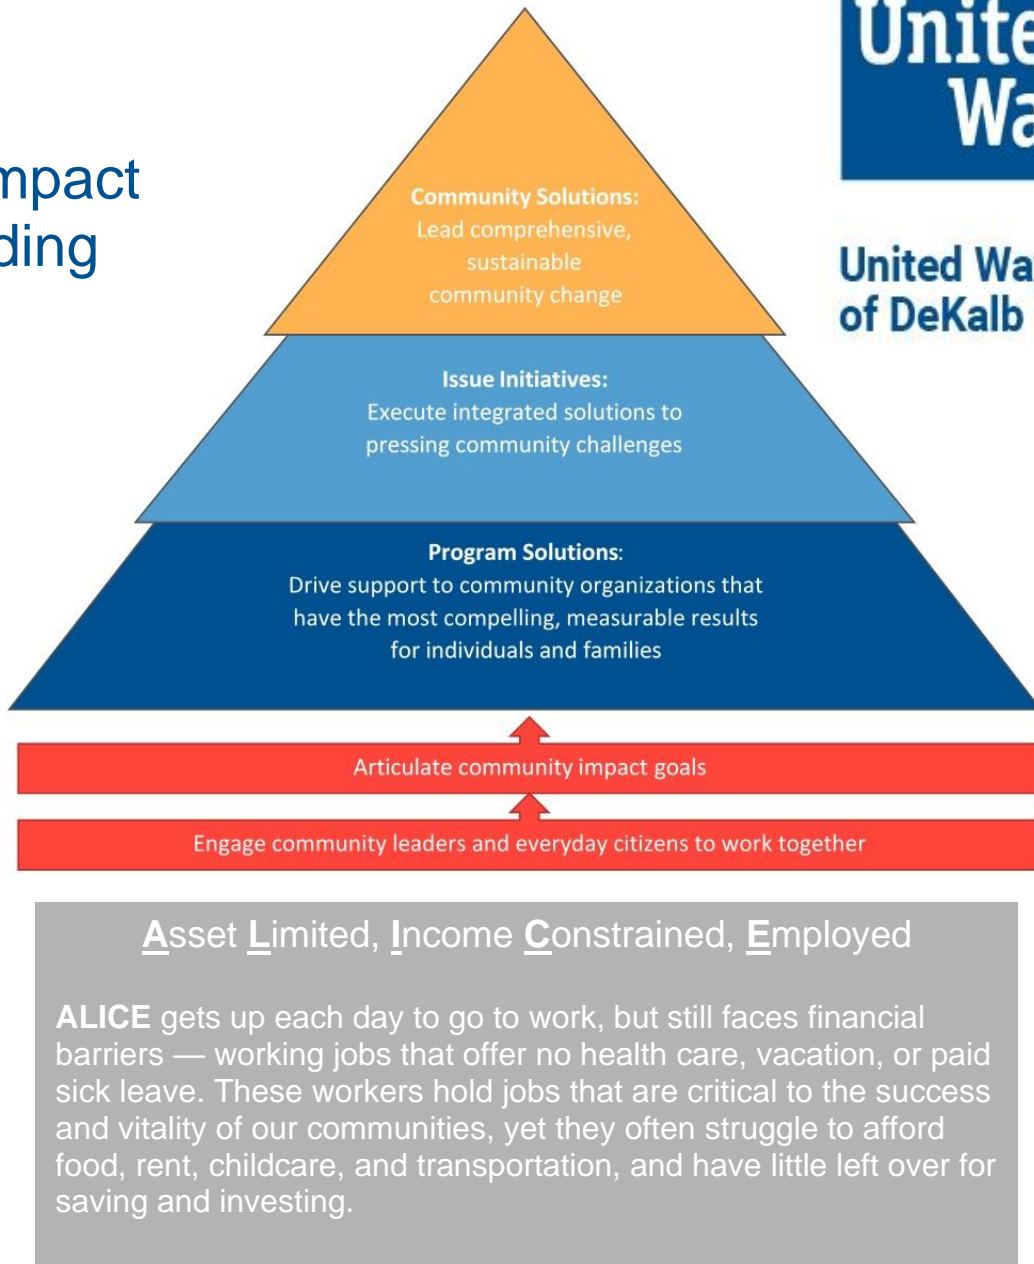 mpact
ding
Unite
Wa
United Wa
of DeKalb
Community Solutions:
Lead comprehensive,
sustainable
community change
Issue Initiatives:
Execute integrated solutions to
pressing community challenges
Program Solutions:
Drive support to community organizations that
have the most compelling, measurable results
for individuals and families
Articulate community impact goals
Engage community leaders and everyday citizens to work together
Asset Limited, Income Constrained, Employed
ALICE gets up each day to go to work, but still faces financial
barriers — working jobs that offer no health care, vacation, or paid
sick leave. These workers hold jobs that are critical to the success
and vitality of our communities, yet they often struggle to afford
food, rent, childcare, and transportation, and have little left over for
saving and investing.